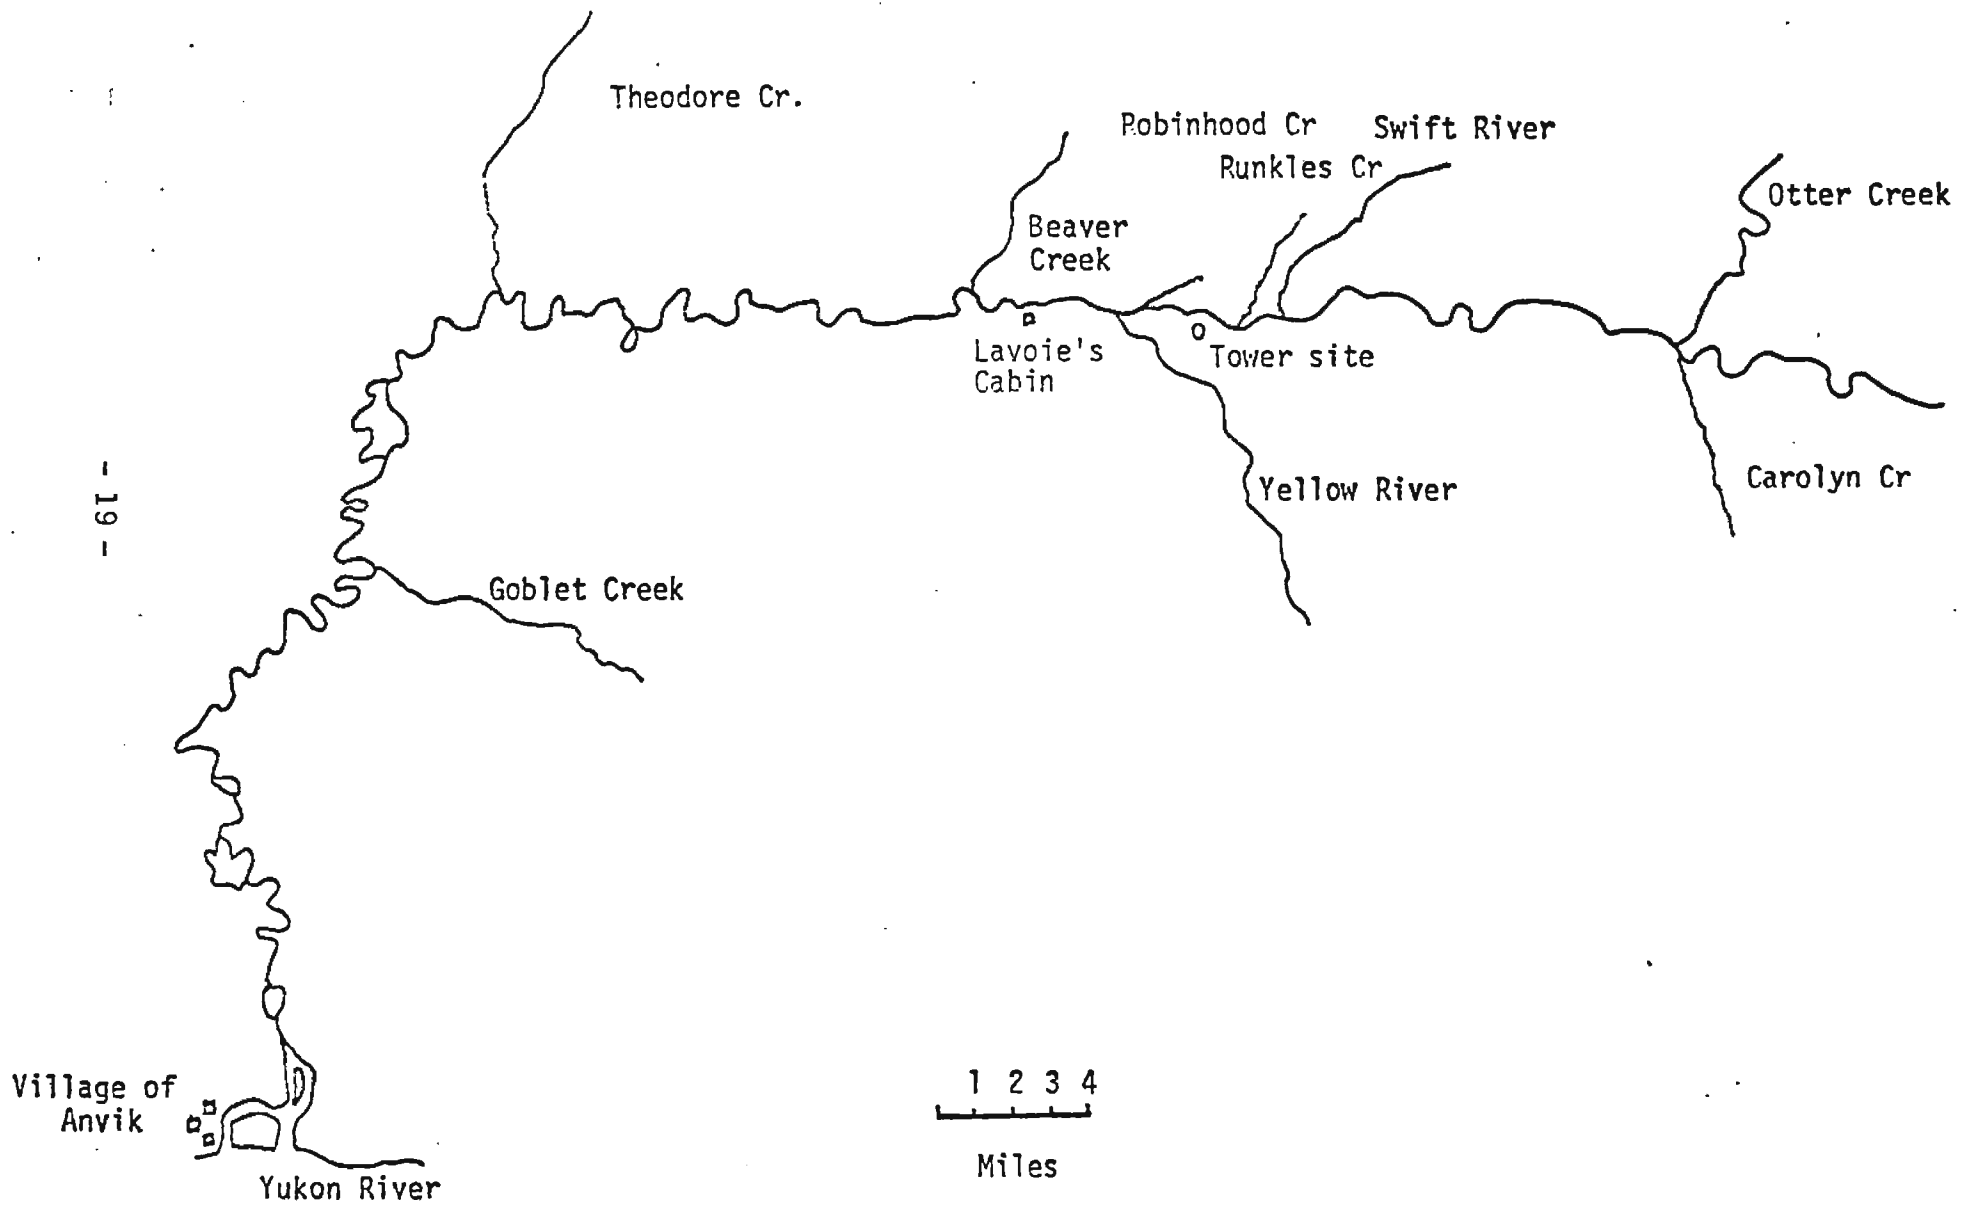 Theodore Cr.
Robinhood Cr
Swift River
Runkles Cr
Otter Creek
Beaver
Creek
Lavoie's
Cabin
Tower site
- 19 -
Yellow River
Carolyn Cr
Goblet Creek
Village of
Anvik
1 2 3 4
Miles
Yukon River